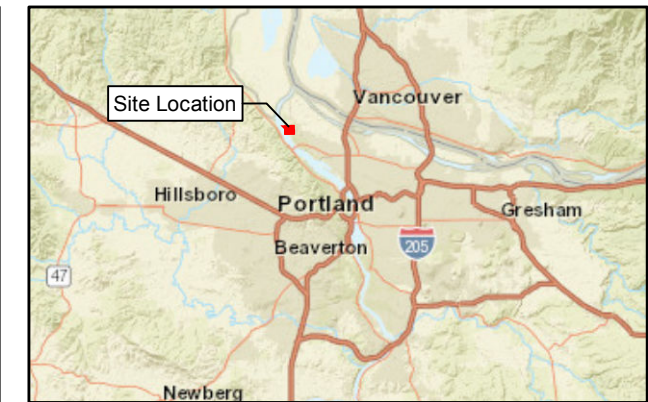 Vancouver
Site Location
Hillsboro
Portland
Gresham
Beaverton
205
47
Newberg